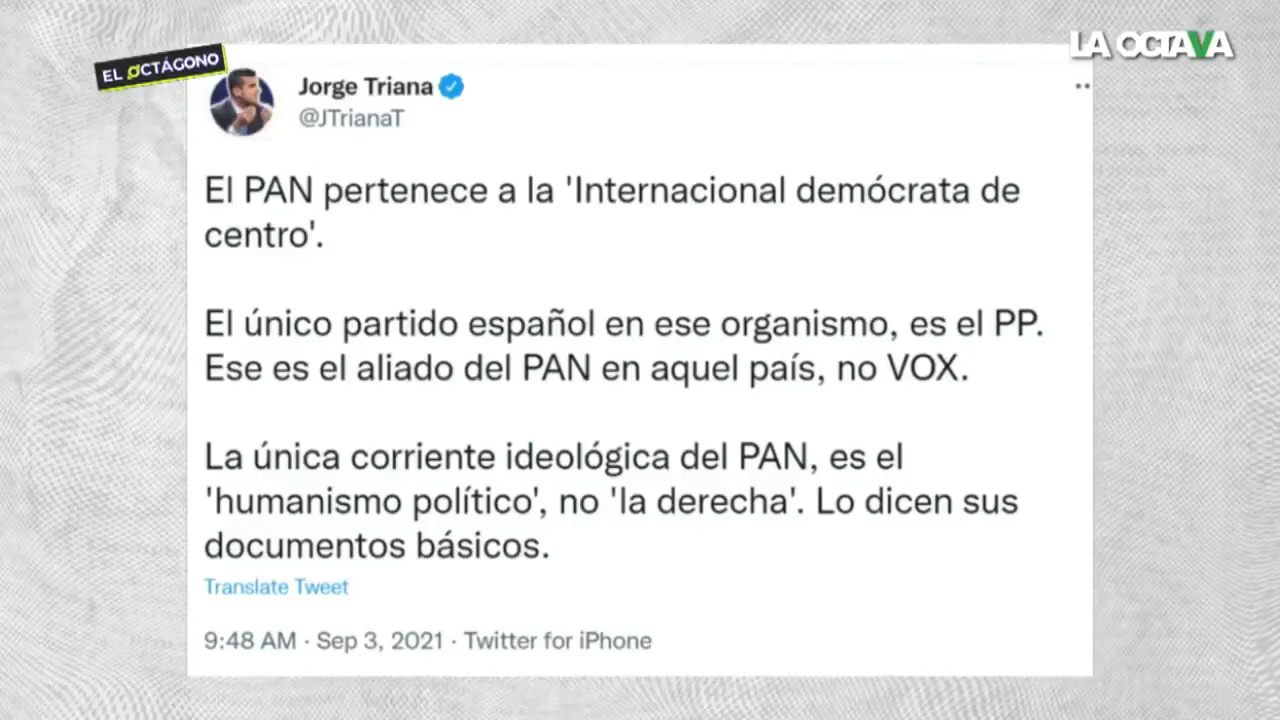 EL OCTÁGONO
LA OCTAVA
Jorge Triana
@JTrianaT
El PAN pertenece a la 'Internacional demócrata de
centro'.
El único partido español en ese organismo, es el PP.
Ese es el aliado del PAN en aquel país, no VOX.
La única corriente ideológica del PAN, es el
'humanismo político', no 'la derecha'. Lo dicen sus
documentos básicos.
Translate Tweet
9:48 AM · Sep 3, 2021 · Twitter for iPhone